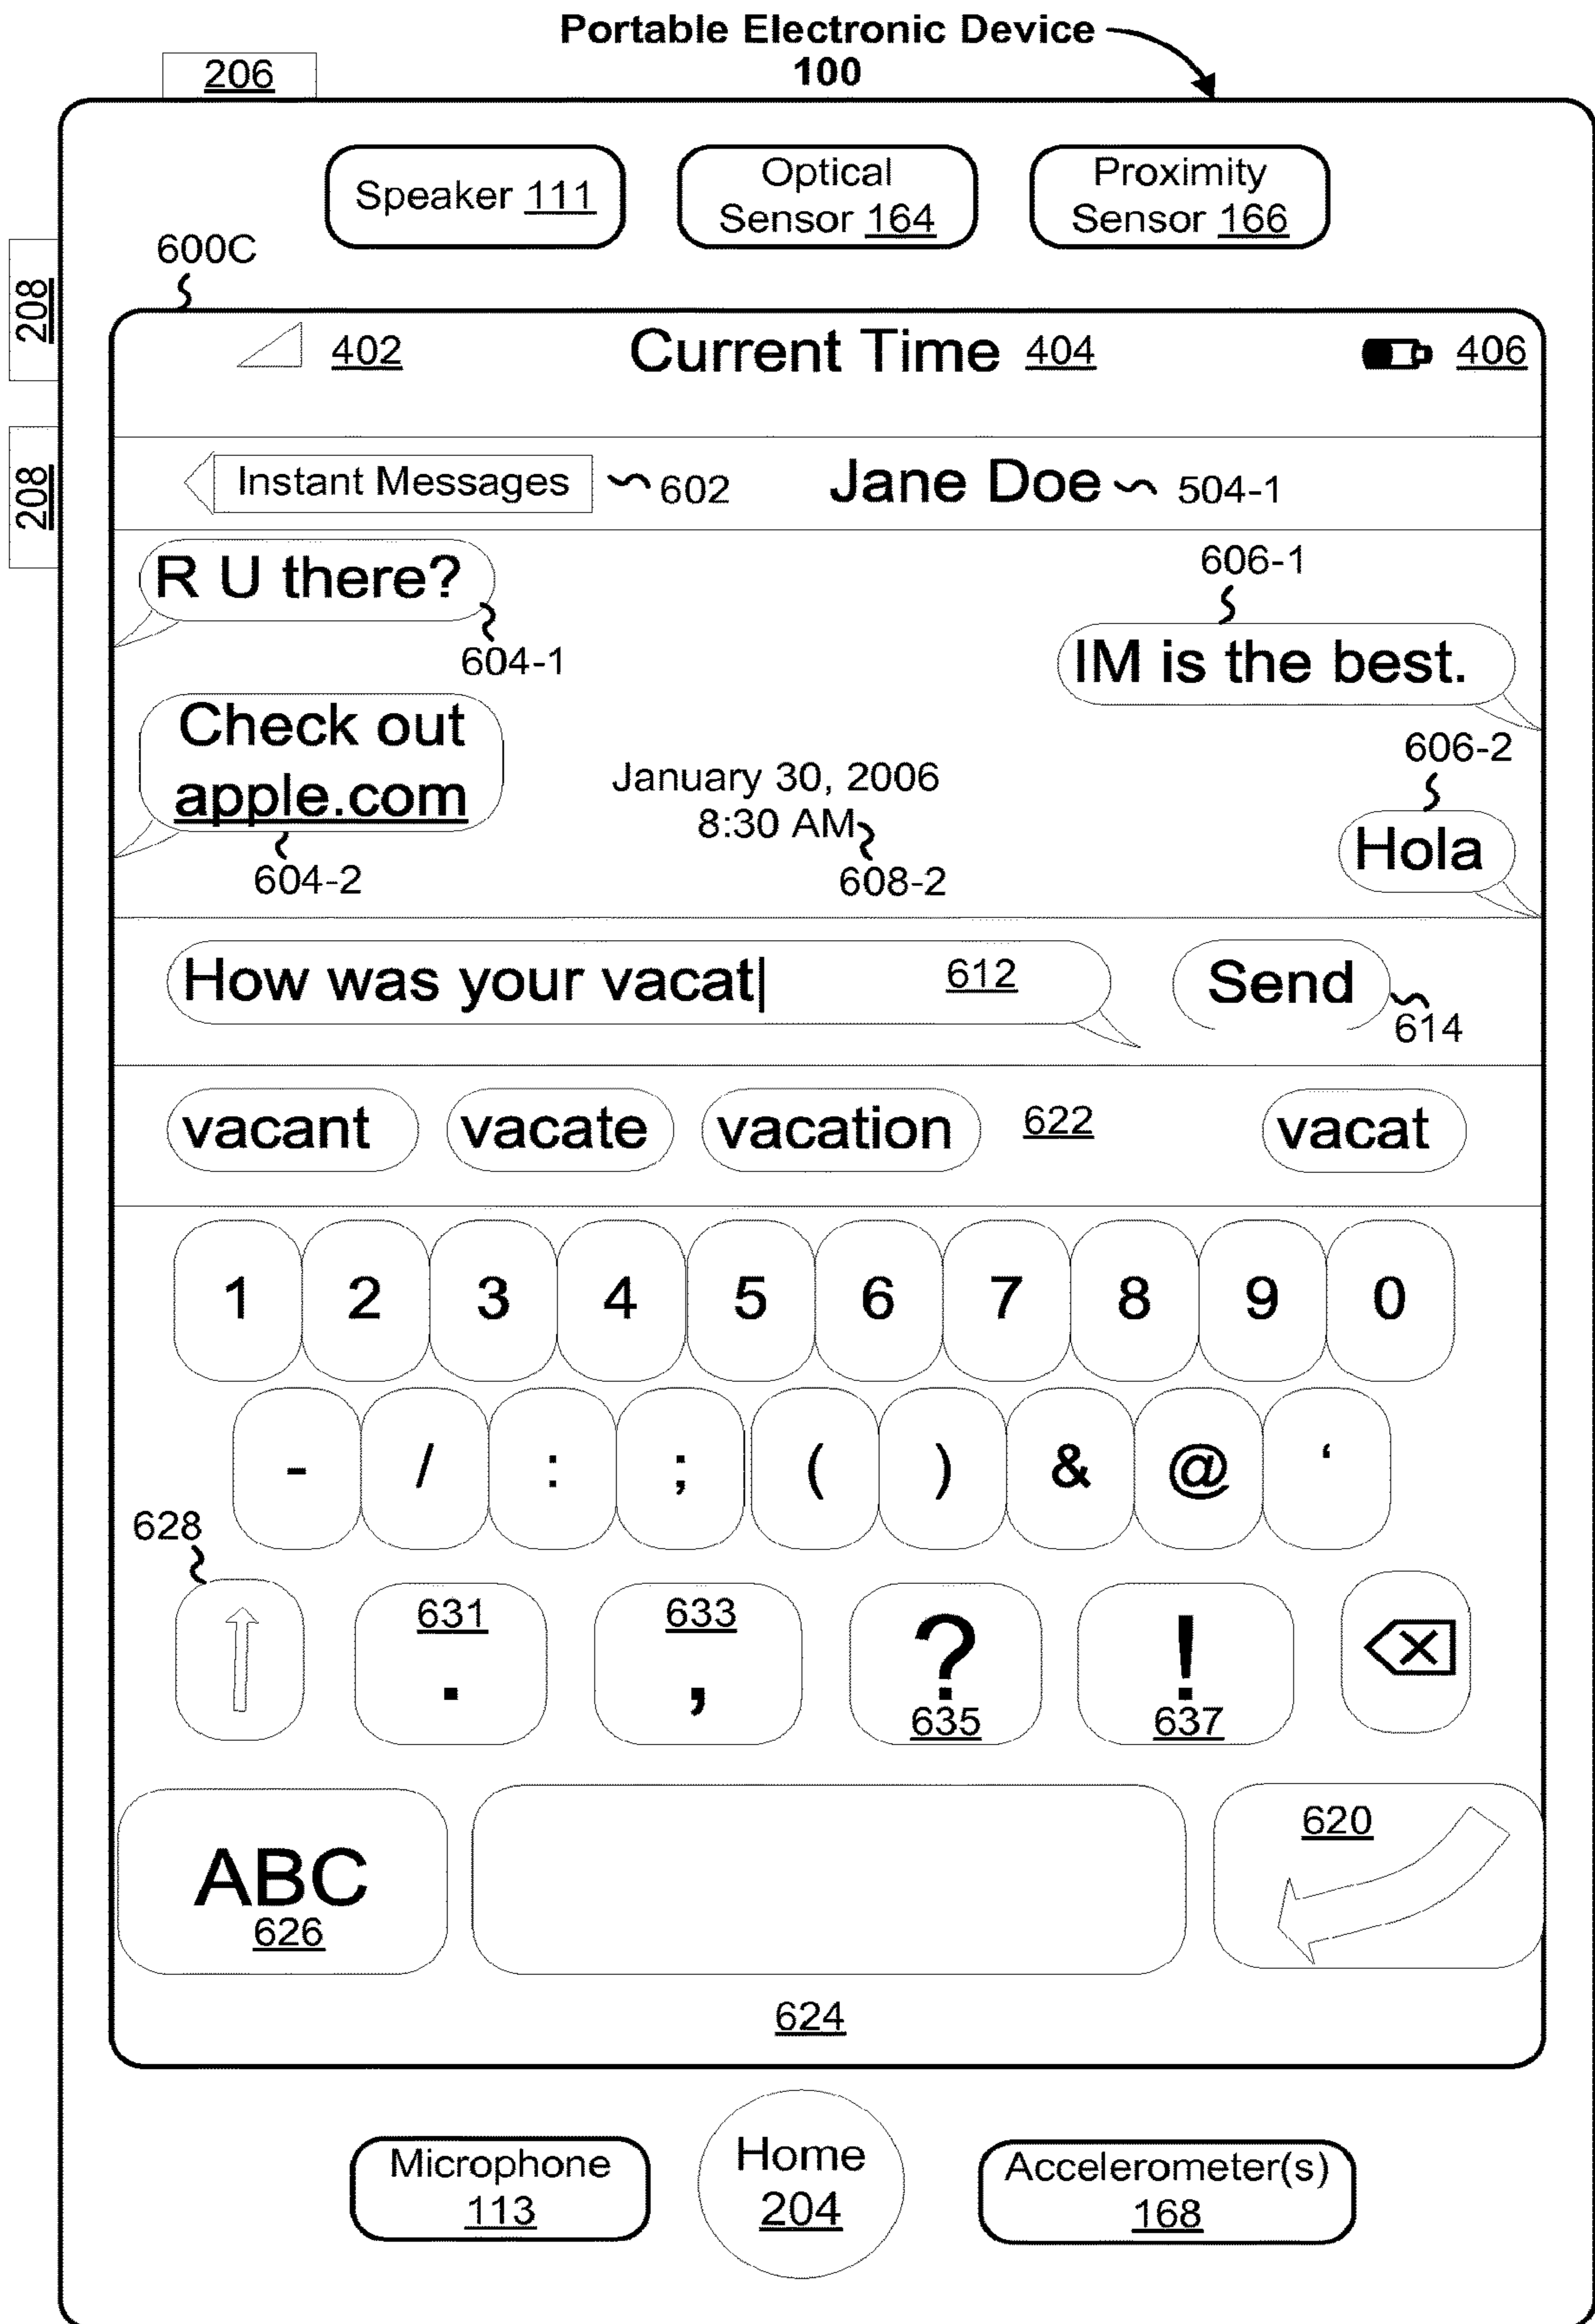 Portable Electronic Device
100
206
Speaker 111
Optical
Sensor 164
Proximity
Sensor 166
208
208
600C
402
Current Time 404
406
Instant Messages
602
Jane Doe
504-1
R U there?
604-1
606-1
IM is the best.
Check out
apple.com
604-2
January 30, 2006
8:30 AM
608-2
606-2
Hola
How was your vacat
612
Send
614
vacant
vacate
vacation
622
vacat
1 2 3 4 5 6 7 8 9 0
- / : ; ( ) & @ ‘
628
631
.
633
,
?
635
!
637
ABC
626
620
624
Microphone
113
Home
204
Accelerometer(s)
168